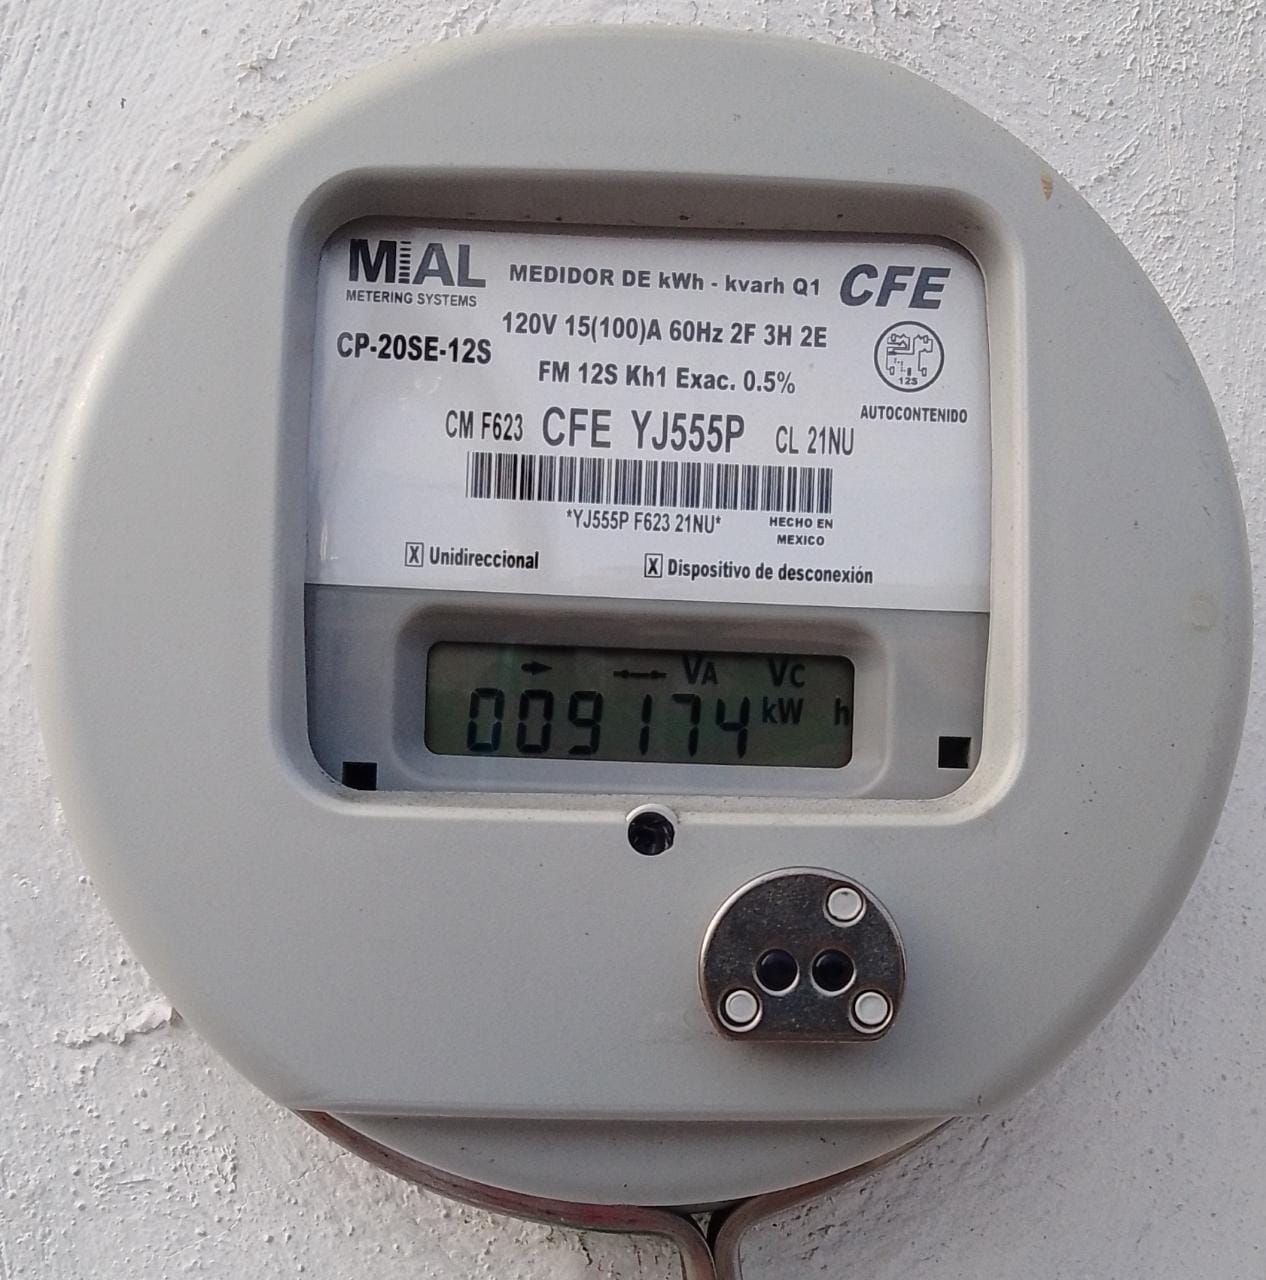 MIAL
METERING SYSTEMS
MEDIDOR DE kWh - kvarh Q1
CFE
120V 15(100)A 60Hz 2F 3H 2E
CP-20SE-12S
FM 12S Kh1 Exac. 0.5%
12S
AUTOCONTENIDO
CM F623 CFE YJ555P CL 21NU
*YJ555P F623 21NU*
HECHO EN
MEXICO
X Unidireccional
X Dispositivo de desconexión
VA VC
009174 kW h